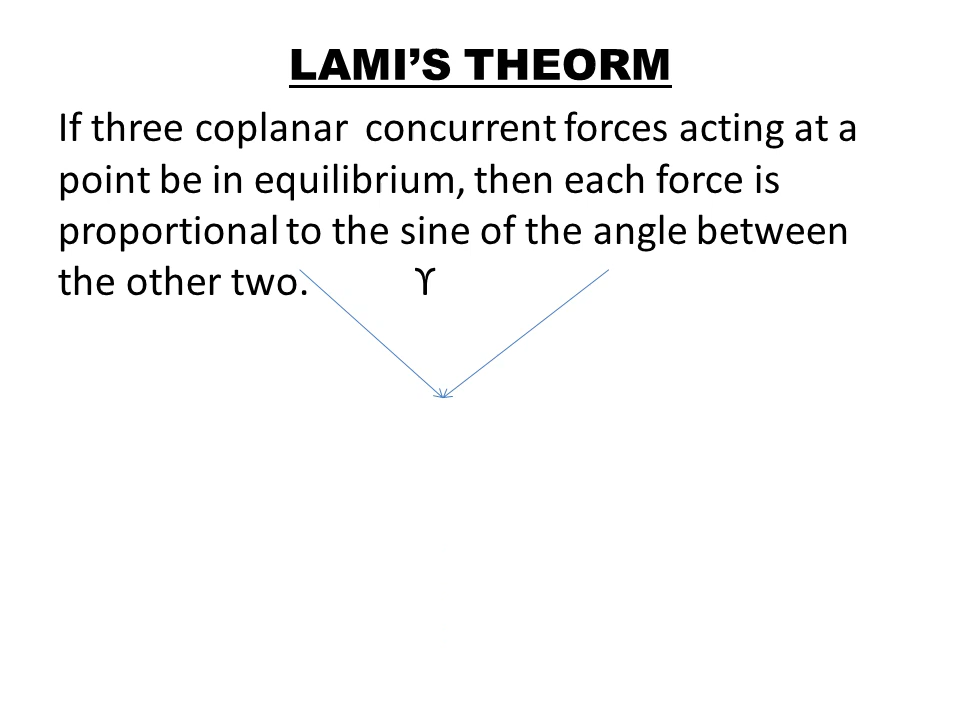 LAMI’S THEORM
If three coplanar concurrent forces acting at a
point be in equilibrium, then each force is
proportional to the sine of the angle between
the other two. ϒ